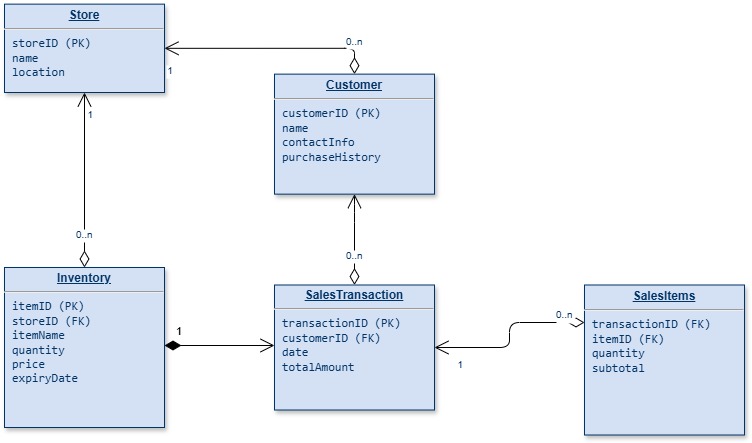 Store
storeID (PK)
name
location
1
0..n
Customer
customerID (PK)
name
contactInfo
purchaseHistory
1
0..n
Inventory
itemID (PK)
storeID (FK)
itemName
quantity
price
expiryDate
1
0..n
SalesTransaction
transactionID (PK)
customerID (FK)
date
totalAmount
1
0..n
SalesItems
transactionID (FK)
itemID (FK)
quantity
subtotal